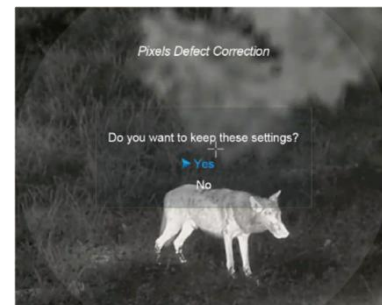 Pixels Defect Correction
Do you want to keep these settings?
Yes
No